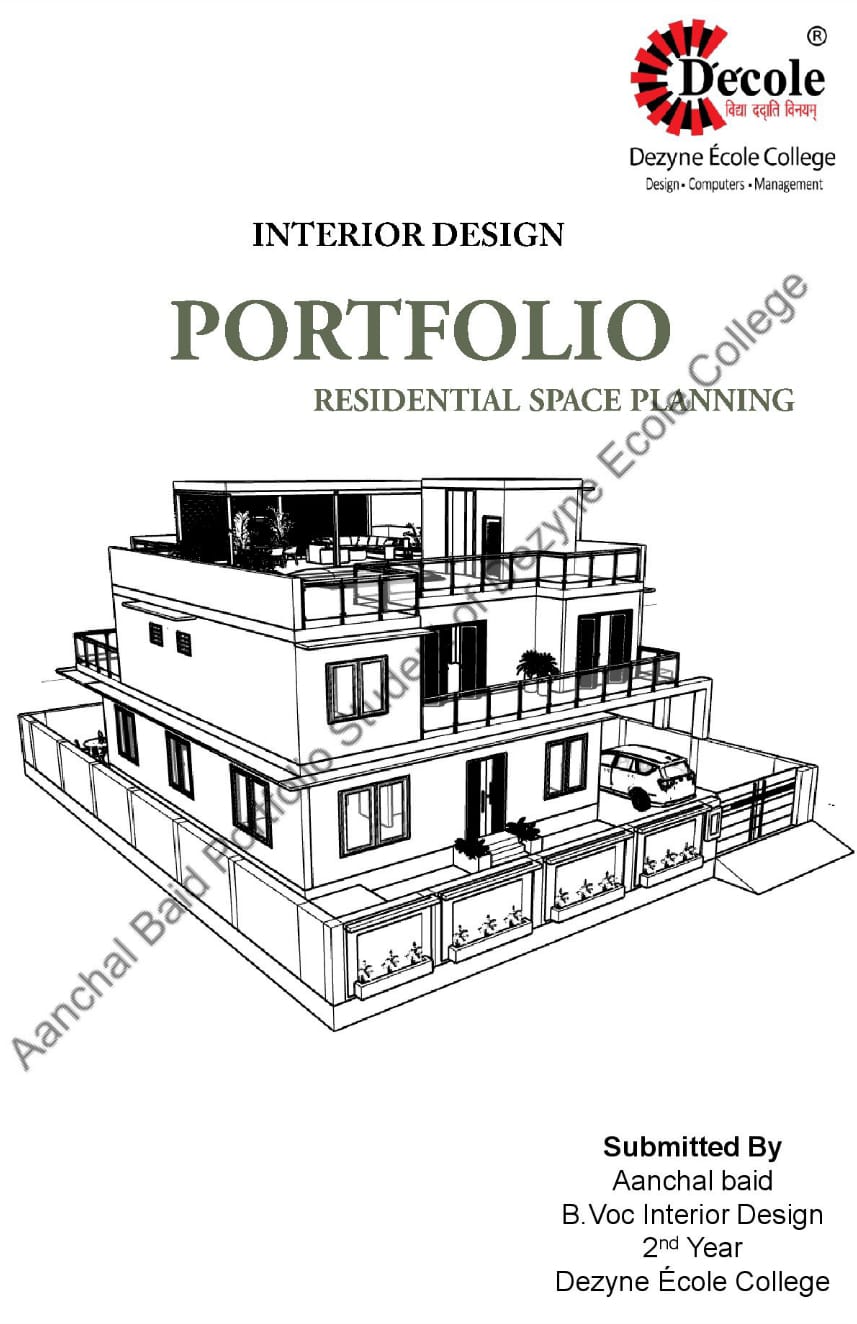 ®
D'école
विद्या ददाति विनयम्
Dezyne École College
Design • Computers • Management
INTERIOR DESIGN
PORTFOLIO
RESIDENTIAL SPACE PLANNING
Aanchal Baid Portfolio Student of Dezyne Ecole College
Submitted By
Aanchal baid
B.Voc Interior Design
2nd Year
Dezyne École College